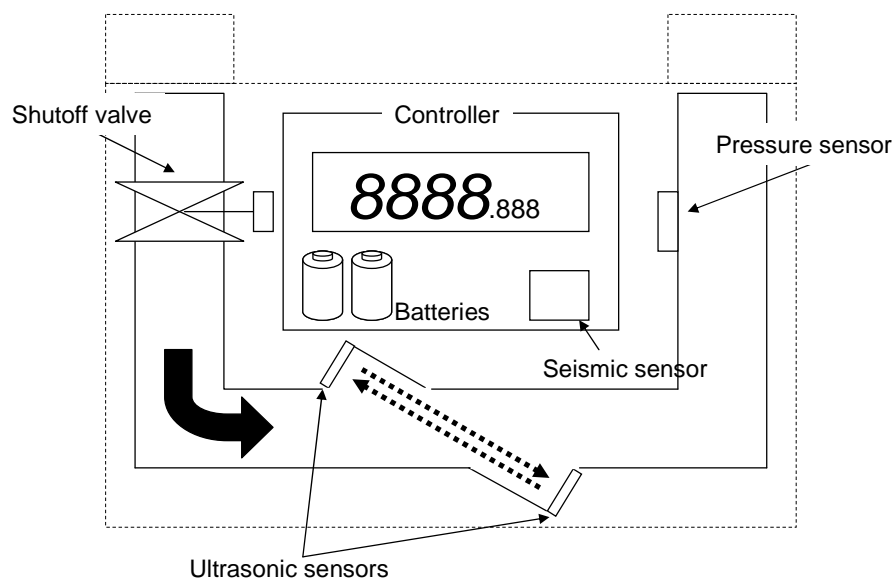 Shutoff valve
Controller
Pressure sensor
8888.888
Batteries
Seismic sensor
Ultrasonic sensors